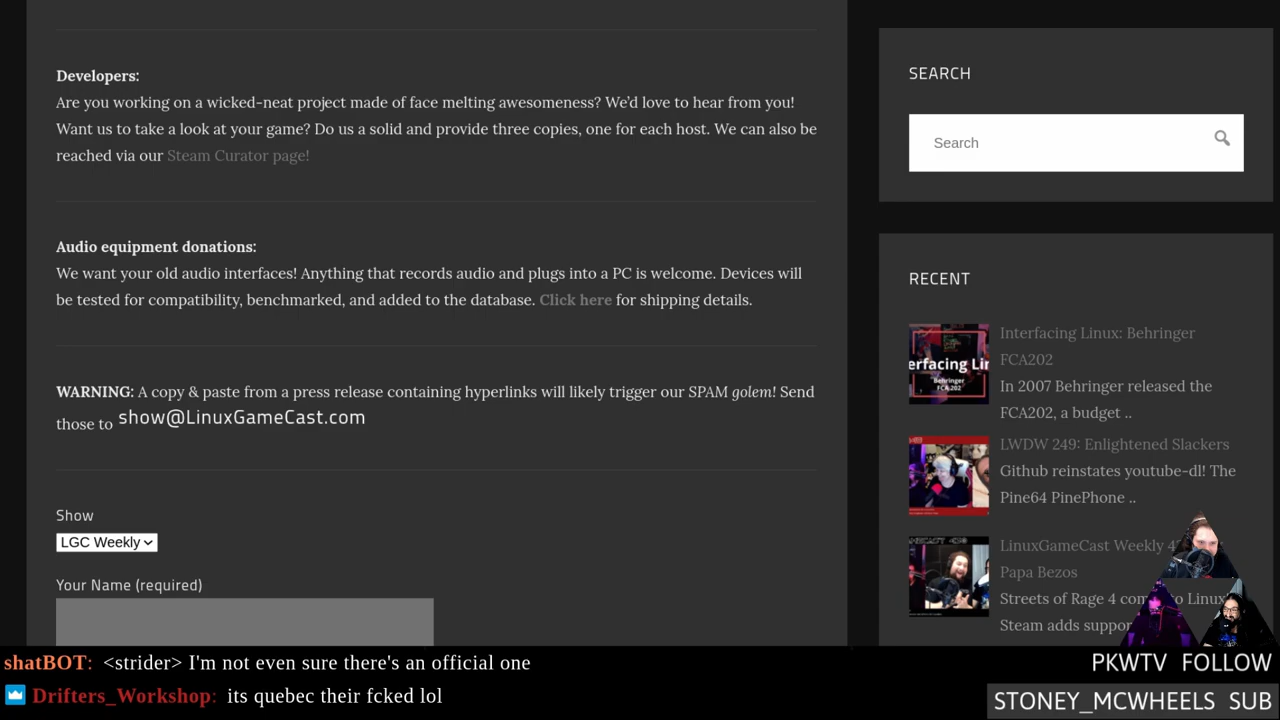 Developers:
Are you working on a wicked-neat project made of face melting awesomeness? We'd love to hear from you!
Want us to take a look at your game? Do us a solid and provide three copies, one for each host. We can also be
reached via our Steam Curator page!
Audio equipment donations:
We want your old audio interfaces! Anything that records audio and plugs into a PC is welcome. Devices will
be tested for compatibility, benchmarked, and added to the database. Click here for shipping details.
WARNING: A copy & paste from a press release containing hyperlinks will likely trigger our SPAM golem! Send
those to show@LinuxGameCast.com
Show
LGC Weekly
Your Name (required)
SEARCH
Search
RECENT
erfacing Lin
Behringer
FCA202
Interfacing Linux: Behringer
FCA202
In 2007 Behringer released the
FCA202, a budget ..
LWDW 249: Enlightened Slackers
Github reinstates youtube-dl! The
Pine64 PinePhone ..
LinuxGameCast Weekly
Papa Bezos
Streets of Rage 4 to Linux!
Steam adds
shatBOT: <strider> I'm not even sure there's an official one
Drifters_Workshop: its quebec their fcked lol
PKWTV FOLLOW
STONEY_MCWHEELS SUB